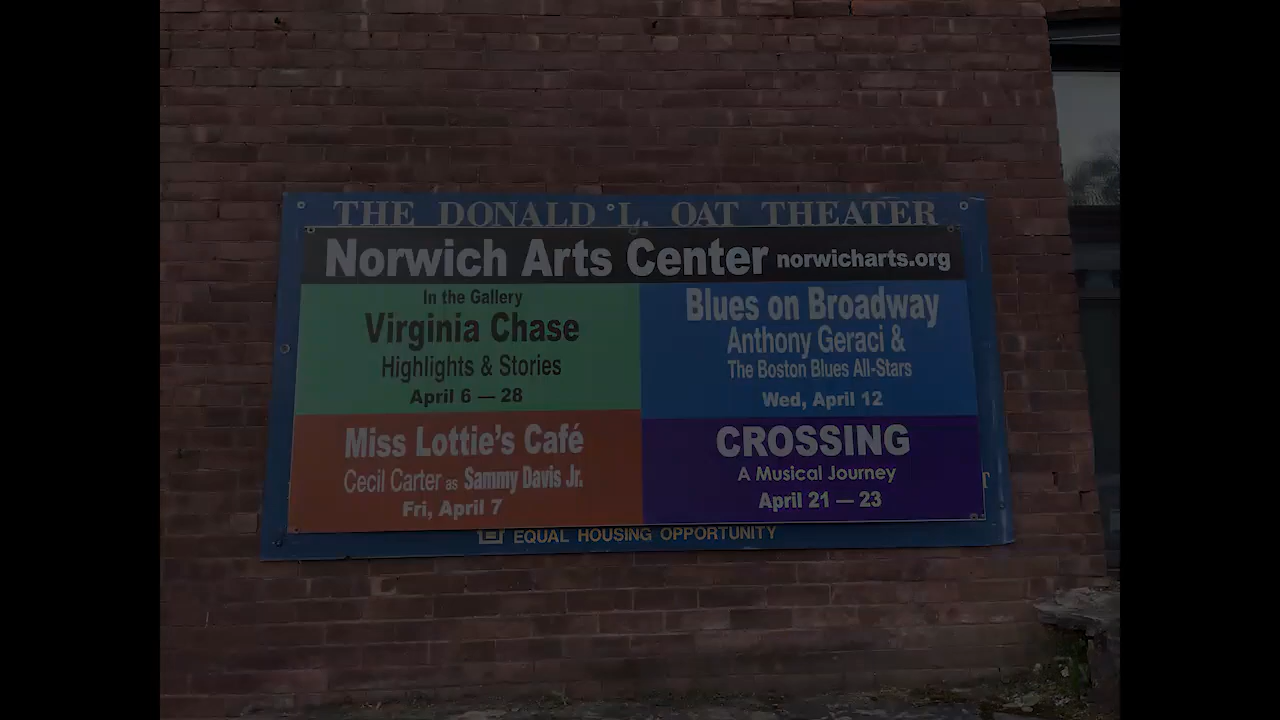 THE DONALD L. OAT THEATER
Norwich Arts Center norwicharts.org
In the Gallery
Virginia Chase
Highlights & Stories
April 6 — 28
Blues on Broadway
Anthony Geraci &
The Boston Blues All-Stars
Wed, April 12
Miss Lottie's Café
Cecil Carter as Sammy Davis Jr.
Fri, April 7
CROSSING
A Musical Journey
April 21 — 23
EQUAL HOUSING OPPORTUNITY